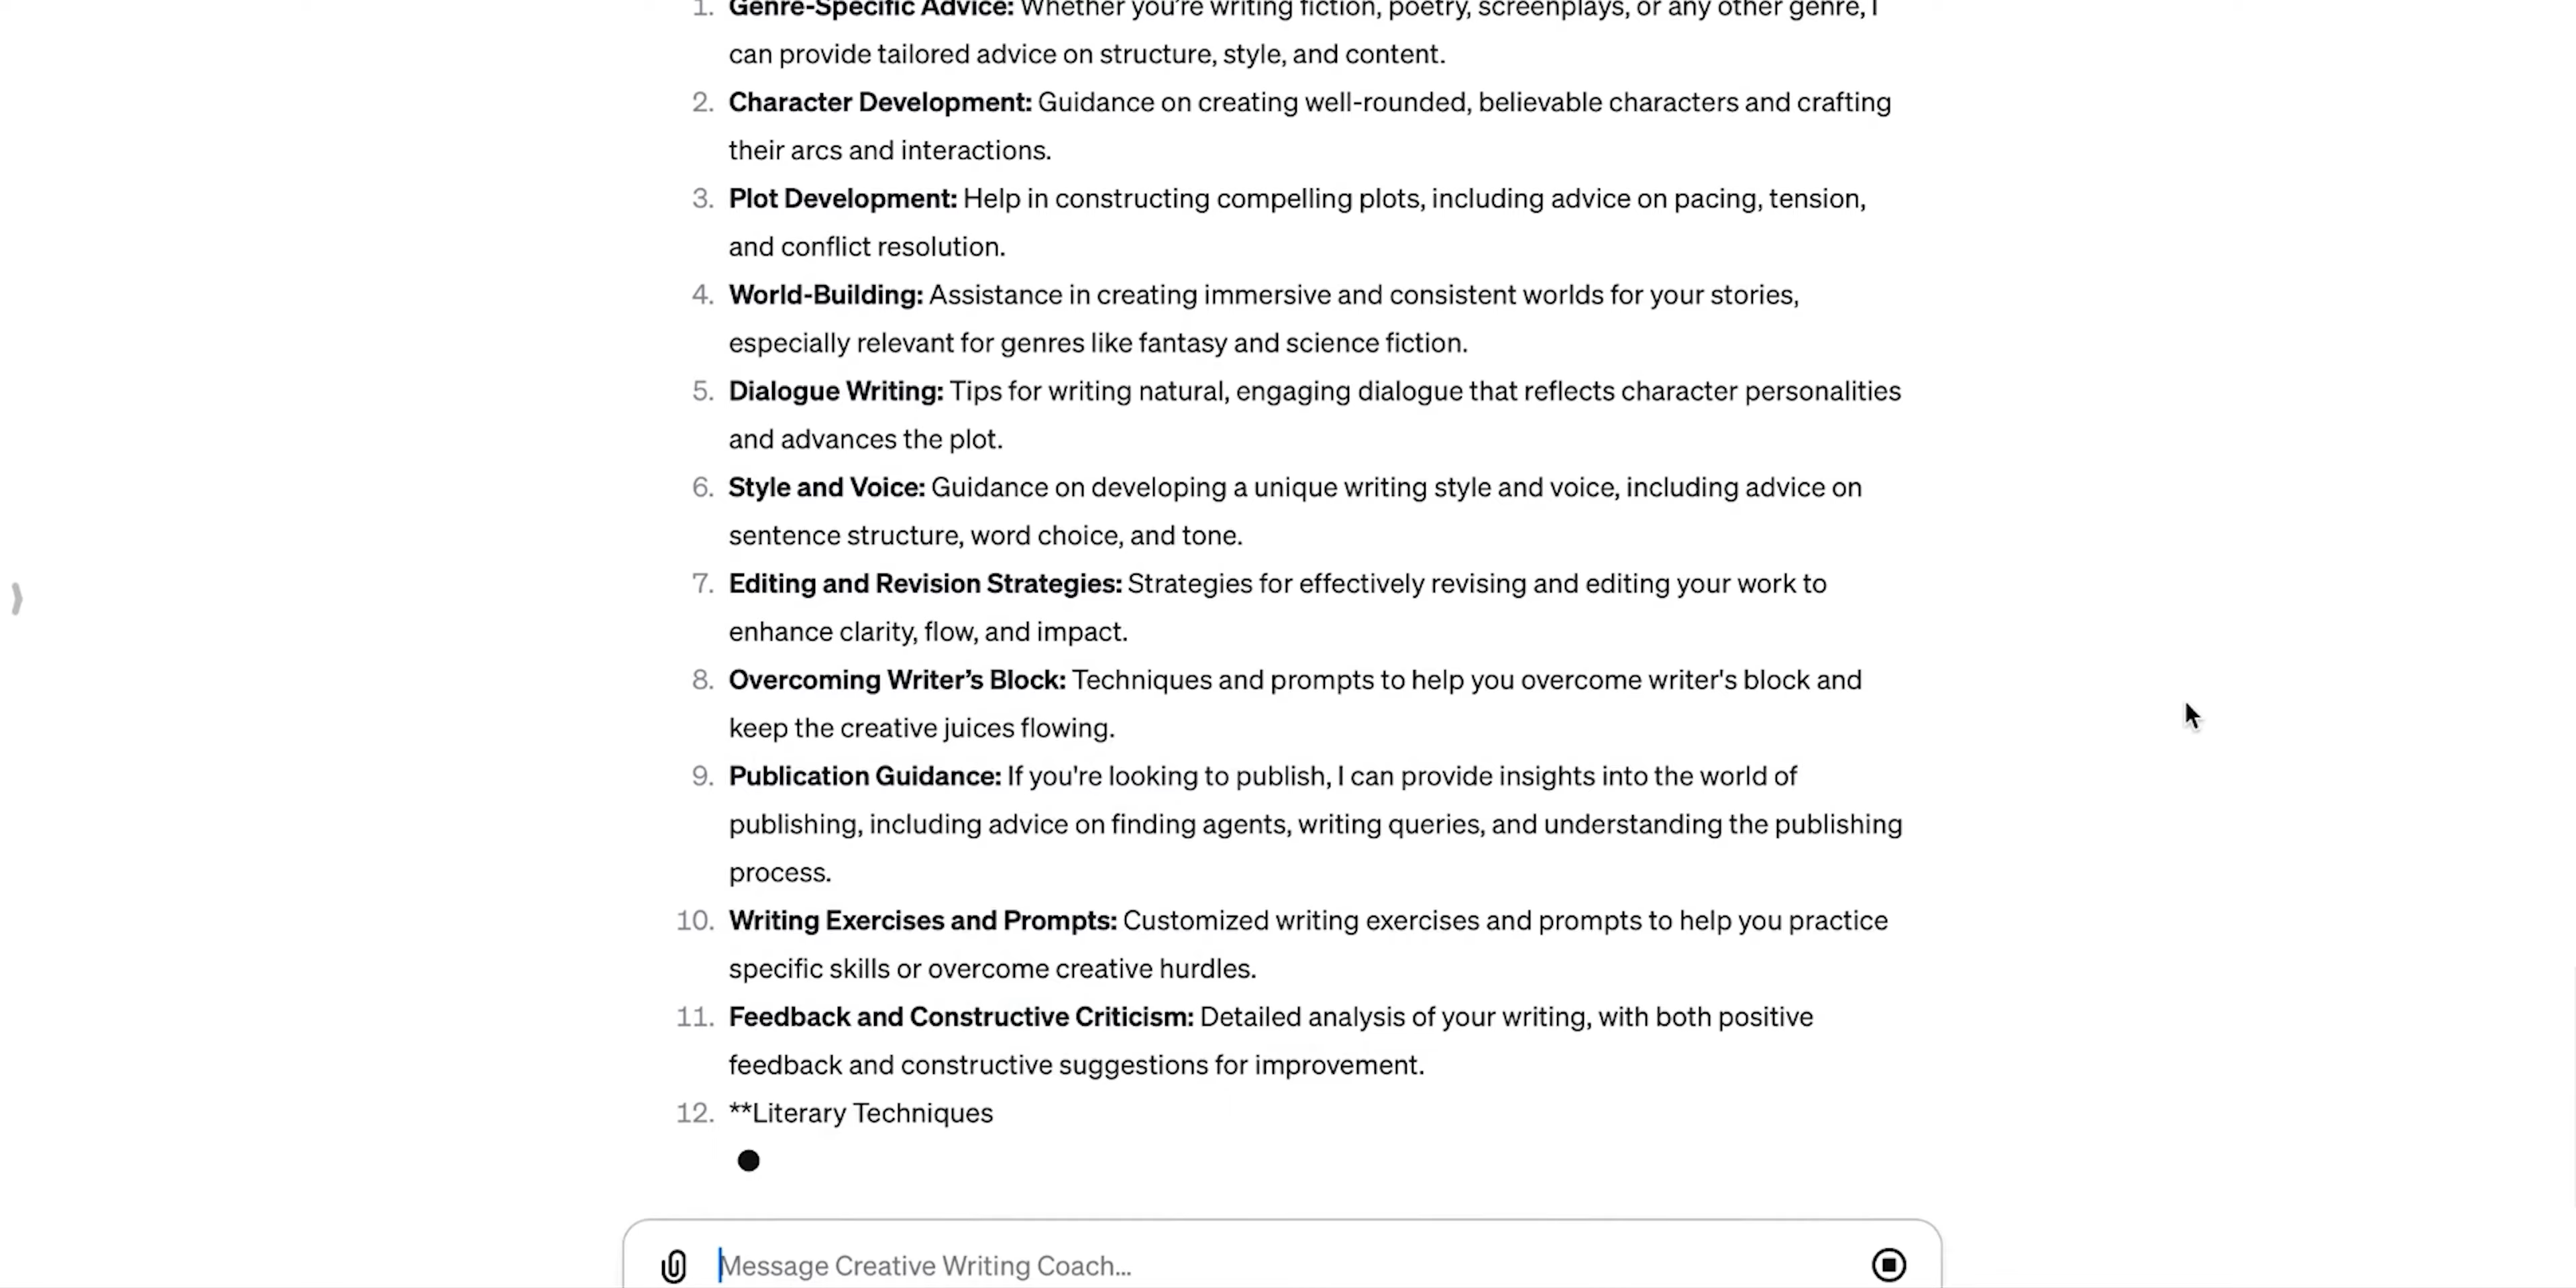 1. Genre-Specific Advice: Whether you're writing fiction, poetry, screenplays, or any other genre, I
can provide tailored advice on structure, style, and content.
2. Character Development: Guidance on creating well-rounded, believable characters and crafting
their arcs and interactions.
3. Plot Development: Help in constructing compelling plots, including advice on pacing, tension,
and conflict resolution.
4. World-Building: Assistance in creating immersive and consistent worlds for your stories,
especially relevant for genres like fantasy and science fiction.
5. Dialogue Writing: Tips for writing natural, engaging dialogue that reflects character personalities
and advances the plot.
6. Style and Voice: Guidance on developing a unique writing style and voice, including advice on
sentence structure, word choice, and tone.
7. Editing and Revision Strategies: Strategies for effectively revising and editing your work to
enhance clarity, flow, and impact.
8. Overcoming Writer’s Block: Techniques and prompts to help you overcome writer's block and
keep the creative juices flowing.
9. Publication Guidance: If you're looking to publish, I can provide insights into the world of
publishing, including advice on finding agents, writing queries, and understanding the publishing
process.
10. Writing Exercises and Prompts: Customized writing exercises and prompts to help you practice
specific skills or overcome creative hurdles.
11. Feedback and Constructive Criticism: Detailed analysis of your writing, with both positive
feedback and constructive suggestions for improvement.
12. **Literary Techniques
Message Creative Writing Coach...